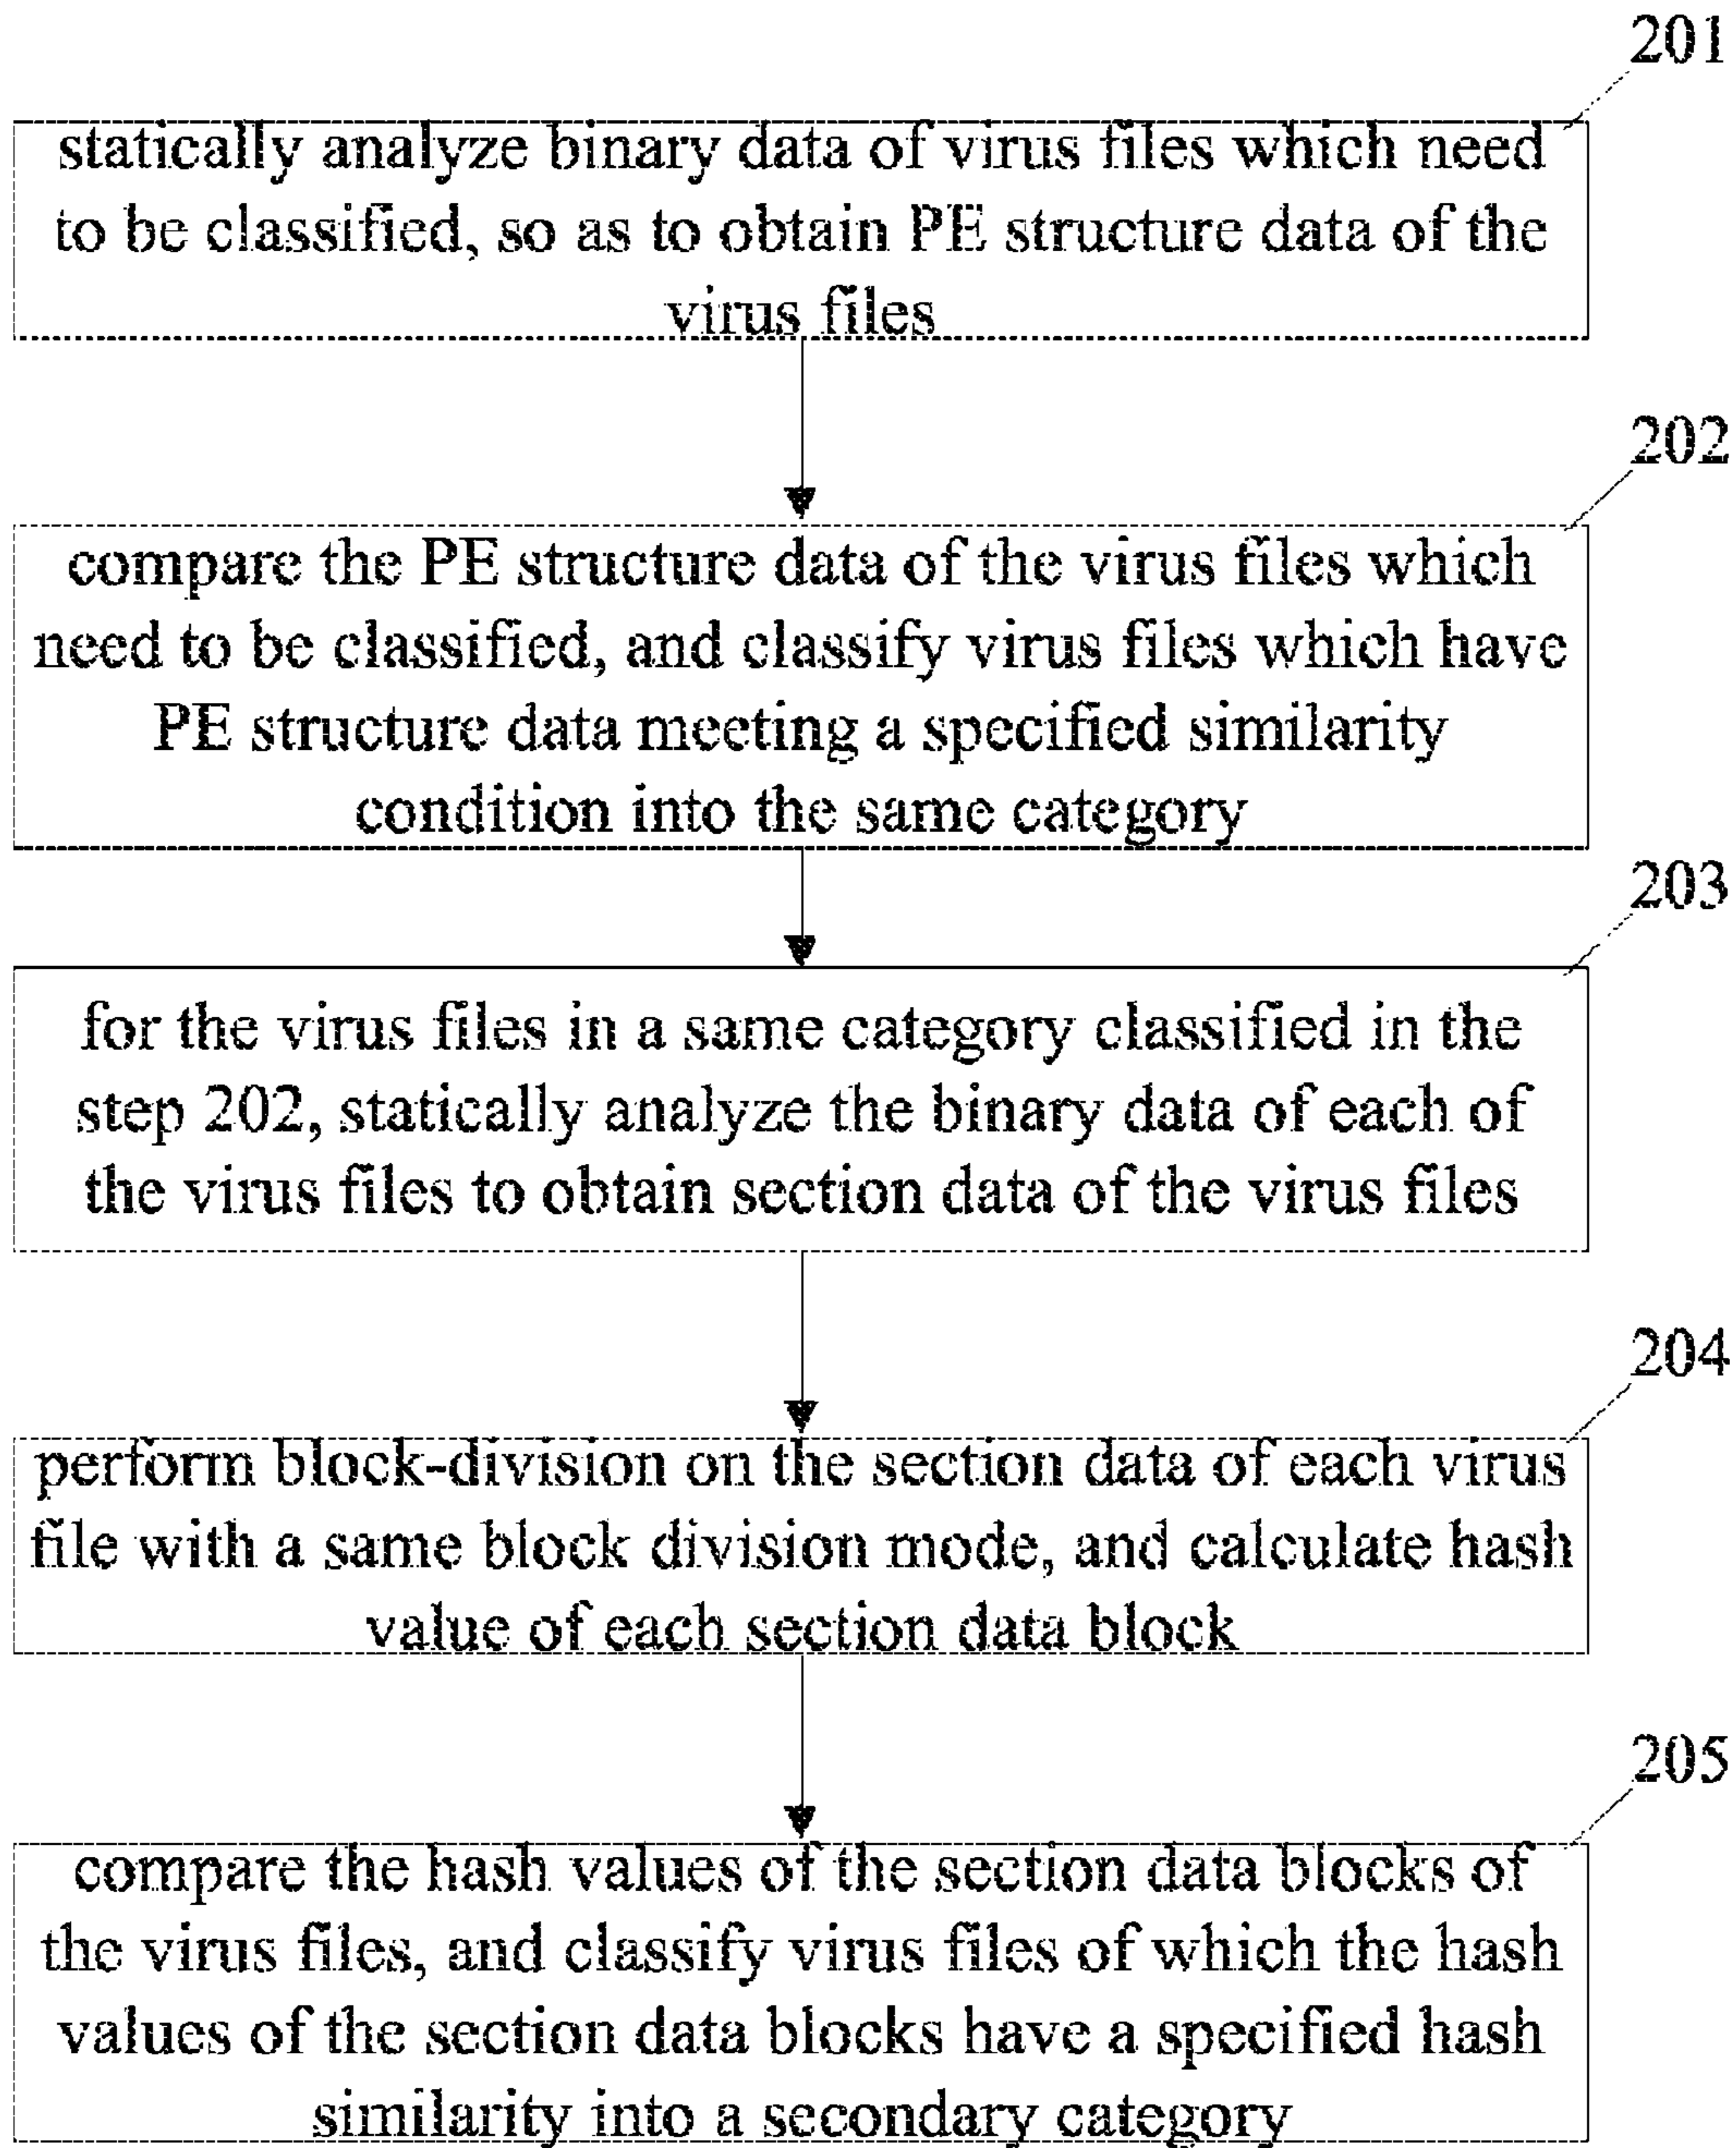 201
statically analyze binary data of virus files which need
to be classified, so as to obtain PE structure data of the
virus files
202
compare the PE structure data of the virus files which
need to be classified, and classify virus files which have
PE structure data meeting a specified similarity
condition into the same category
203
for the virus files in a same category classified in the
step 202, statically analyze the binary data of each of
the virus files to obtain section data of the virus files
204
perform block-division on the section data of each virus
file with a same block division mode, and calculate hash
value of each section data block
205
compare the hash values of the section data blocks of
the virus files, and classify virus files of which the hash
values of the section data blocks have a specified hash
similarity into a secondary category